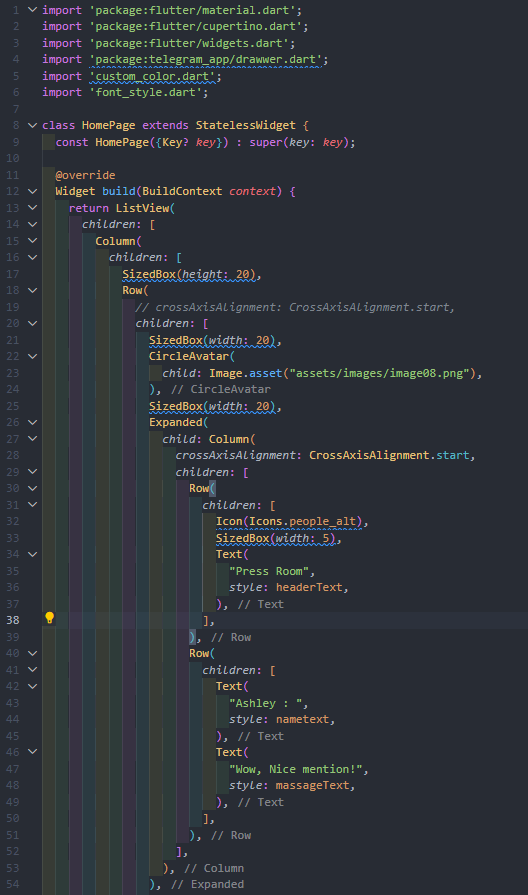 1 import 'package:flutter/material.dart';
2 import 'package:flutter/cupertino.dart';
3 import 'package:flutter/widgets.dart';
4 import 'package:telegram_app/drawwer.dart';
5 import 'custom_color.dart';
6 import 'font_style.dart';
7
8 class HomePage extends StatelessWidget {
9   const HomePage({Key? key}) : super(key: key);
10
11   @override
12   Widget build(BuildContext context) {
13     return ListView(
14       children: [
15         Column(
16           children: [
17             SizedBox(height: 20),
18             Row(
19               // crossAxisAlignment: CrossAxisAlignment.start,
20               children: [
21                 SizedBox(width: 20),
22                 CircleAvatar(
23                   child: Image.asset("assets/images/image08.png"),
24                 ), // CircleAvatar
25                 SizedBox(width: 20),
26                 Expanded(
27                   child: Column(
28                     crossAxisAlignment: CrossAxisAlignment.start,
29                     children: [
30                       Row(
31                         children: [
32                           Icon(Icons.people_alt),
33                           SizedBox(width: 5),
34                           Text(
35                             "Press Room",
36                             style: headerText,
37                           ), // Text
38                         ],
39                       ), // Row
40                       Row(
41                         children: [
42                           Text(
43                             "Ashley : ",
44                             style: nametext,
45                           ), // Text
46                           Text(
47                             "Wow, Nice mention!",
48                             style: massageText,
49                           ), // Text
50                         ],
51                       ), // Row
52                     ],
53                   ), // Column
54                 ), // Expanded